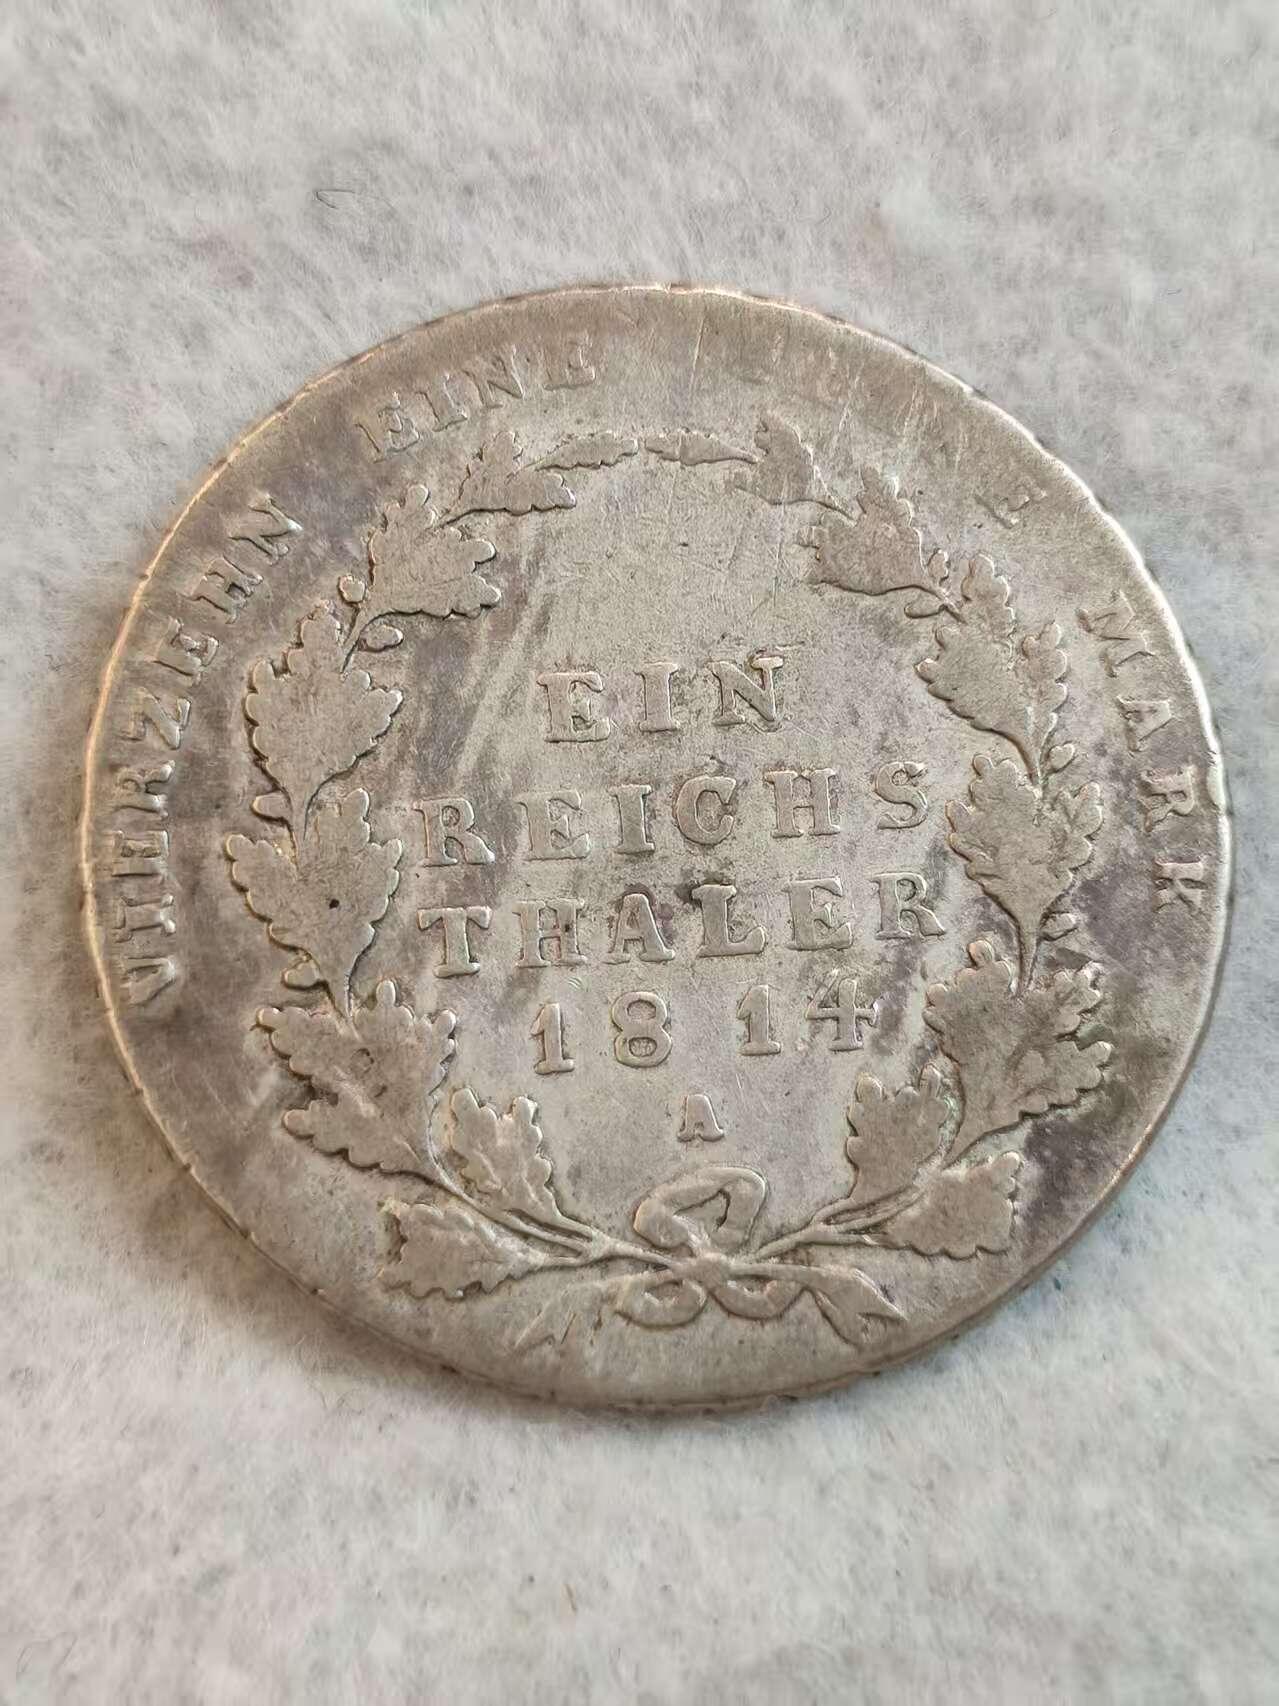 VIERZEHN EINE E MARK
EIN
REICHS
THALER
1814
A